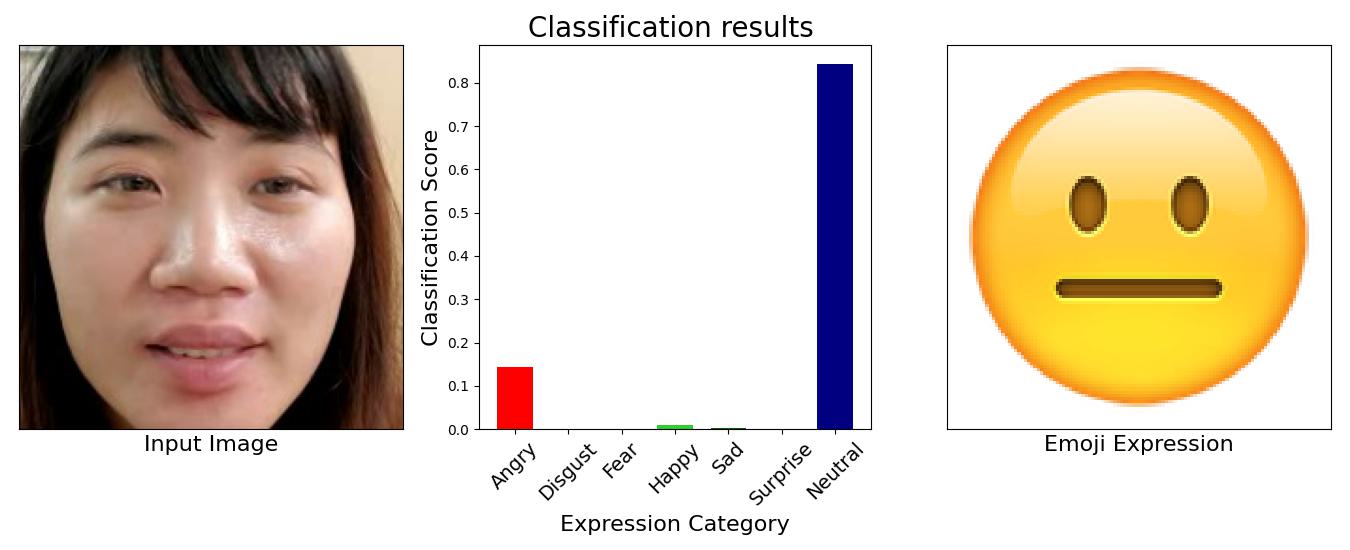 Classification results
Classification Score
0.8
0.7
0.6
0.5
0.4
0.3
0.2
0.1
0.0
Angry
Disgust
Fear
Happy
Sad
Surprise
Neutral
Expression Category
Input Image
Emoji Expression